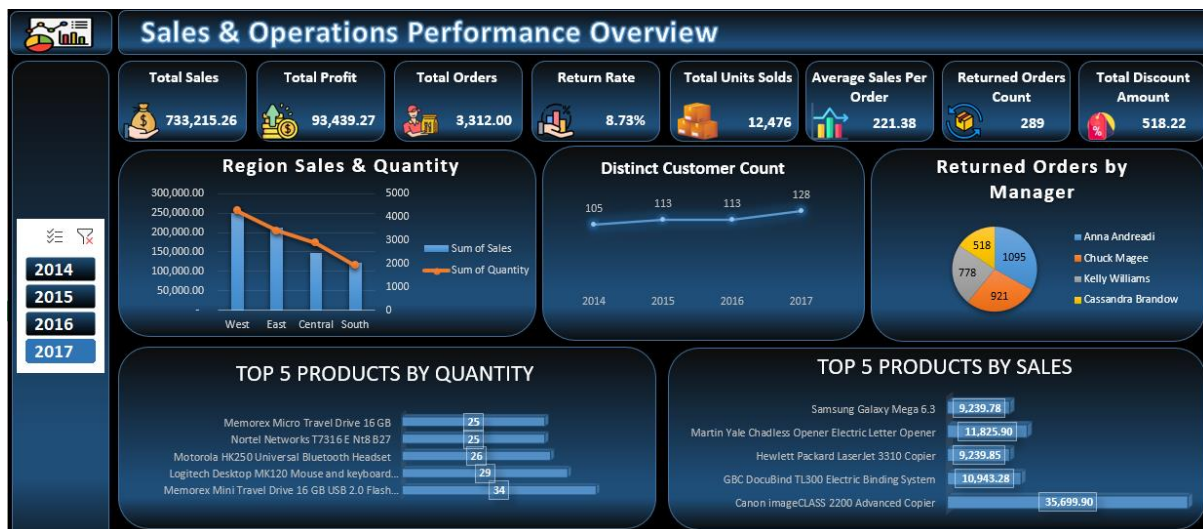 Sales & Operations Performance Overview
Total Sales
733,215.26
Total Profit
93,439.27
Total Orders
3,312.00
Return Rate
8.73%
Total Units Solds
12,476
Average Sales Per
Order
221.38
Returned Orders
Count
289
Total Discount
Amount
518.22
2014
2015
2016
2017
Region Sales & Quantity
300,000.00
250,000.00
200,000.00
150,000.00
100,000.00
50,000.00
-
5000
4000
3000
2000
1000
0
West
East
Central
South
Sum of Sales
Sum of Quantity
Distinct Customer Count
105
113
113
128
2014
2015
2016
2017
Returned Orders by
Manager
1095
921
778
518
Anna Andreadi
Chuck Magee
Kelly Williams
Cassandra Brandow
TOP 5 PRODUCTS BY QUANTITY
Memorex Micro Travel Drive 16 GB
25
Nortel Networks T7316 E Nt8 B27
25
Motorola HK250 Universal Bluetooth Headset
26
Logitech Desktop MK120 Mouse and keyboard...
29
Memorex Mini Travel Drive 16 GB USB 2.0 Flash...
34
TOP 5 PRODUCTS BY SALES
Samsung Galaxy Mega 6.3
9,239.78
Martin Yale Chadless Opener Electric Letter Opener
11,825.90
Hewlett Packard LaserJet 3310 Copier
9,239.85
GBC DocuBind TL300 Electric Binding System
10,943.28
Canon imageCLASS 2200 Advanced Copier
35,699.90